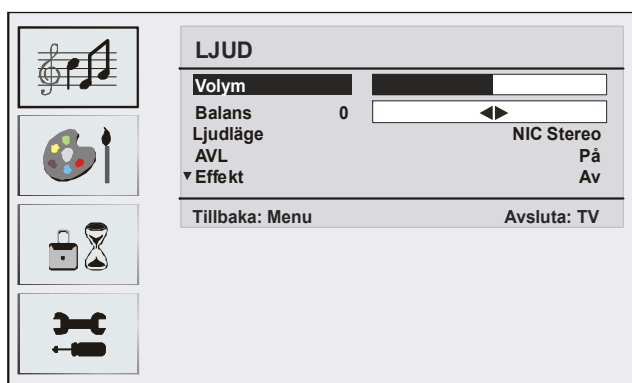 LJUD
Volym
Balans 0
Ljudläge NIC Stereo
AVL På
Effekt Av
Tillbaka: Menu Avsluta: TV